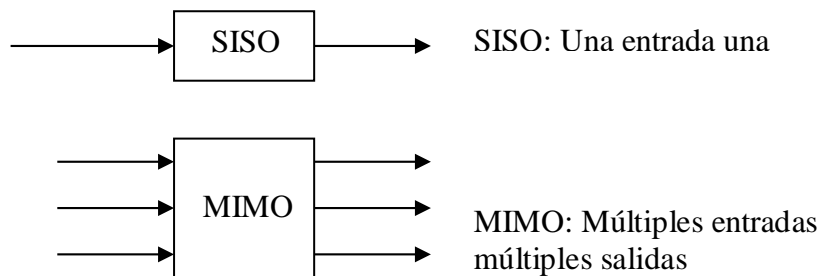 SISO
SISO: Una entrada una
MIMO
MIMO: Múltiples entradas
múltiples salidas